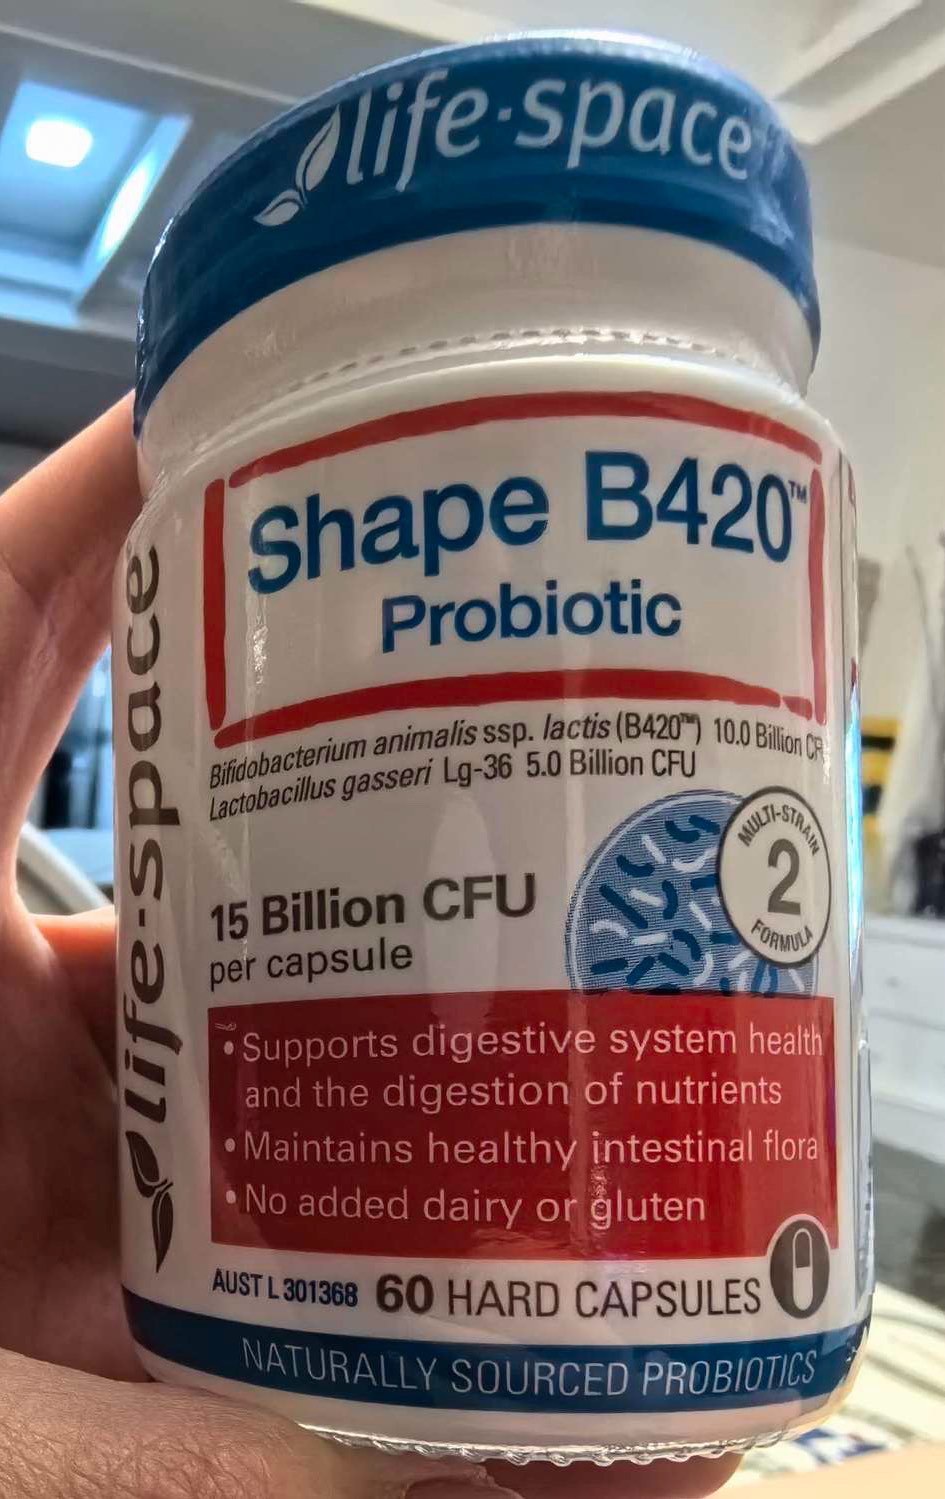 life-space
life-space
Shape B420™
Probiotic
Bifidobacterium animalis ssp. lactis (B420™) 10.0 Billion
Lactobacillus gasseri Lg-36 5.0 Billion CFU
15 Billion CFU
per capsule
MULTI-STRAIN
2
FORMULA
• Supports digestive system health
and the digestion of nutrients
• Maintains healthy intestinal flora
• No added dairy or gluten
AUST L 301368 60 HARD CAPSULES
NATURALLY SOURCED PROBIOTICS